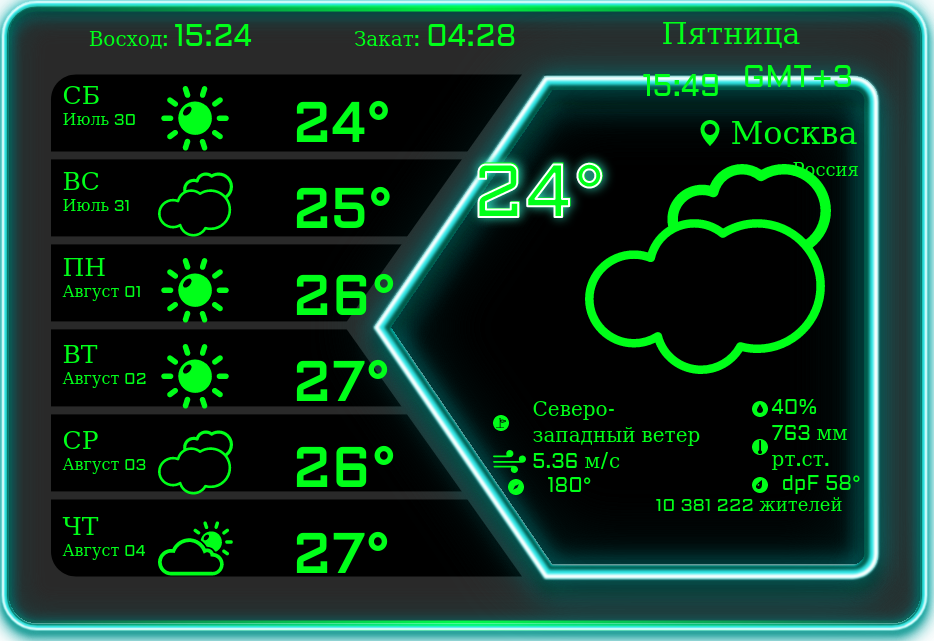 Восход: 15:24
Закат: 04:28
Пятница
15:49 GMT+3
Москва
Россия
24°
СБ
Июль 30
24°
ВС
Июль 31
25°
ПН
Август 01
26°
ВТ
Август 02
27°
СР
Август 03
26°
ЧТ
Август 04
27°
Северо-
западный ветер
5.36 м/с
180°
40%
763 мм
рт.ст.
dpF 58°
10 381 222 жителей